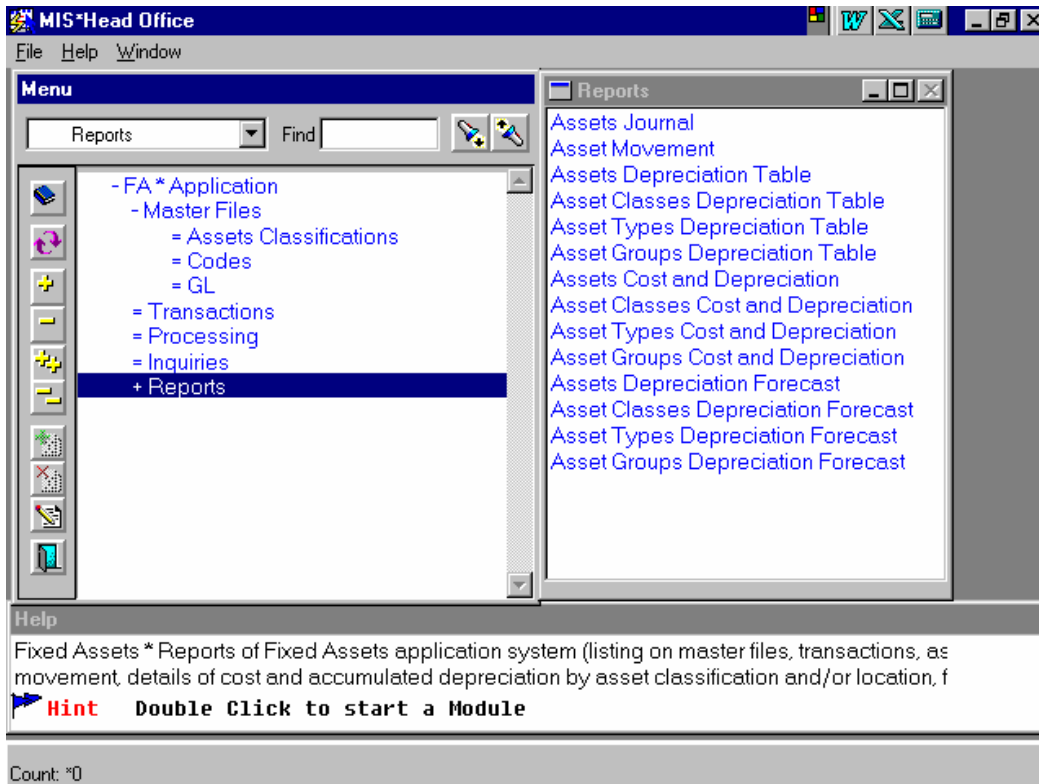 MIS*Head Office
File Help Window
Menu
Reports Find
- FA * Application
- Master Files
= Assets Classifications
= Codes
= GL
= Transactions
= Processing
= Inquiries
+ Reports
Reports
Assets Journal
Asset Movement
Assets Depreciation Table
Asset Classes Depreciation Table
Asset Types Depreciation Table
Asset Groups Depreciation Table
Assets Cost and Depreciation
Asset Classes Cost and Depreciation
Asset Types Cost and Depreciation
Asset Groups Cost and Depreciation
Assets Depreciation Forecast
Asset Classes Depreciation Forecast
Asset Types Depreciation Forecast
Asset Groups Depreciation Forecast
Help
Fixed Assets * Reports of Fixed Assets application system (listing on master files, transactions, as
movement, details of cost and accumulated depreciation by asset classification and/or location, f
Hint Double Click to start a Module
Count: *0